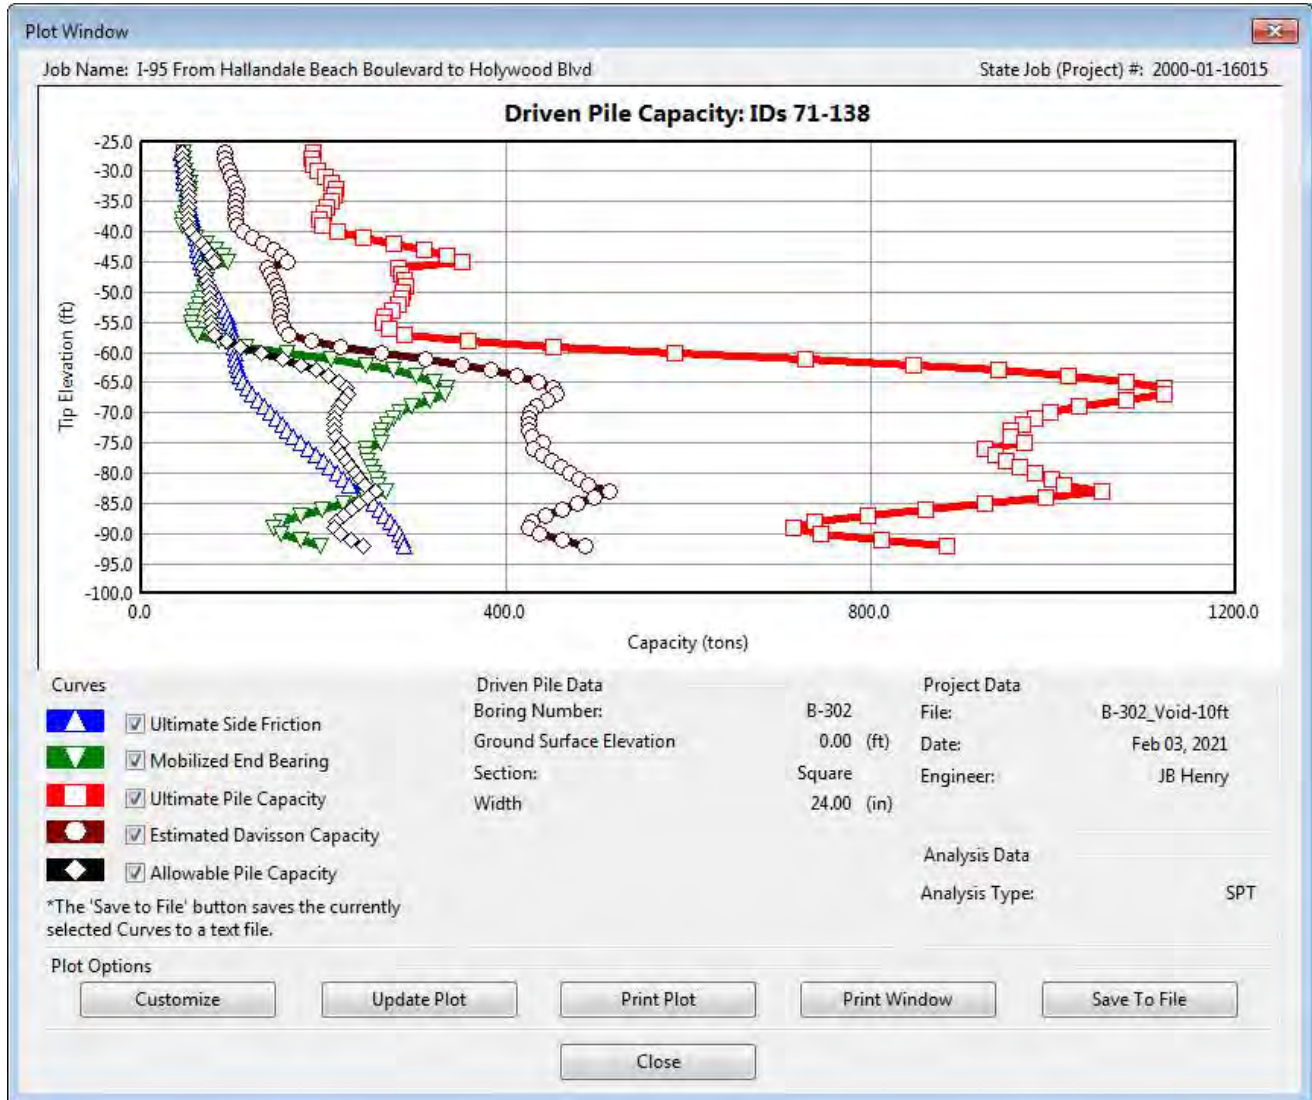 Plot Window
Job Name: I-95 From Hallandale Beach Boulevard to Holywood Blvd State Job (Project) #: 2000-01-16015
Driven Pile Capacity: IDs 71-138
-25.0
-30.0
-35.0
-40.0
-45.0
-50.0
-55.0
-60.0
-65.0
-70.0
-75.0
-80.0
-85.0
-90.0
-95.0
-100.0
Tip Elevation (ft)
0.0 400.0 800.0 1200.0
Capacity (tons)
Curves
Ultimate Side Friction
Mobilized End Bearing
Ultimate Pile Capacity
Estimated Davisson Capacity
Allowable Pile Capacity
*The 'Save to File' button saves the currently
selected Curves to a text file.
Driven Pile Data
Boring Number: B-302
Ground Surface Elevation 0.00 (ft)
Section: Square
Width 24.00 (in)
Project Data
File: B-302_Void-10ft
Date: Feb 03, 2021
Engineer: JB Henry
Analysis Data
Analysis Type: SPT
Plot Options
Customize Update Plot Print Plot Print Window Save To File
Close